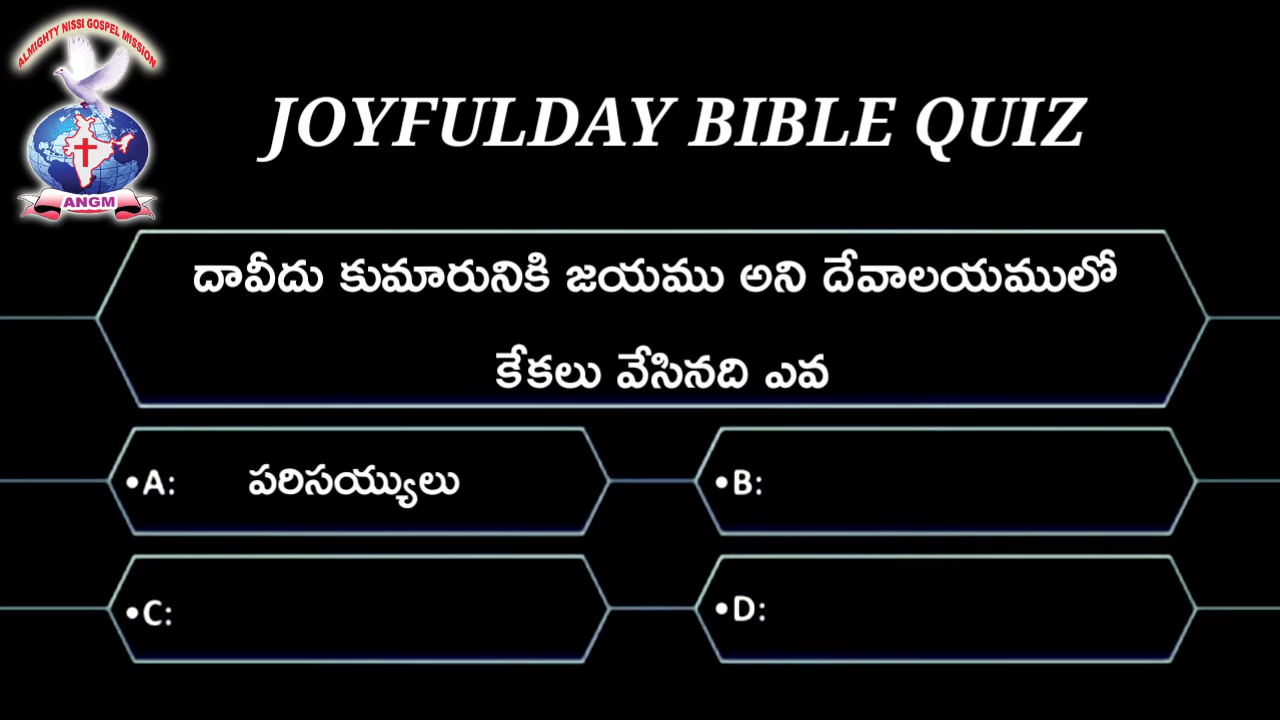 ALMIGHTY NISSI GOSPEL MISSION
ANGM
JOYFULDAY BIBLE QUIZ
దావీదు కుమారునికి జయము అని దేవాలయములో
కేకలు వేసినది ఎవ
•A: పరిసయ్యులు
•B:
•C:
•D: